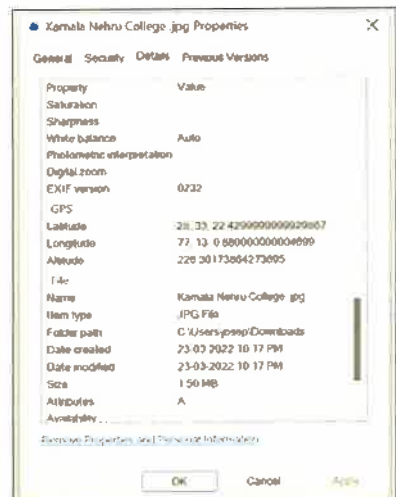 Kamala Nehru College .jpg Properties
General Security Details Previous Versions
Property Value
Saturation
Sharpness
White balance Auto
Photometric interpretation
Digital zoom
EXIF version 0232
GPS
Latitude 28; 33; 22.4299999999929867
Longitude 77; 13; 0.680000000004699
Altitude 226.30173864273695
File
Name Kamala Nehru College .jpg
Item type JPG File
Folder path C:\Users\josep\Downloads
Date created 23-03-2022 10:17 PM
Date modified 23-03-2022 10:17 PM
Size 1.50 MB
Attributes A
Availability
Remove Properties and Personal Information
OK Cancel Apply